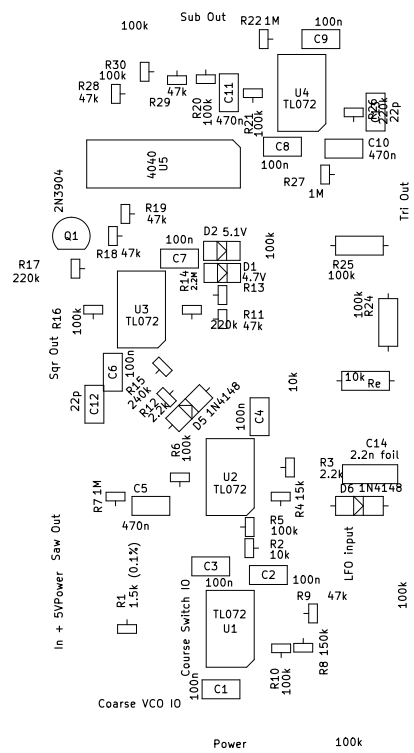 Sub Out
100k
R22 1M
100n
C9
R30
100k
R28
47k
47k
R29
R20
100k
C11
470n
R21
100k
U4
TL072
R26
220k
22p
C8
100n
C10
470n
4040
U5
R27
1M
2N3904
Tri Out
R19
47k
Q1
R18 47k
R17
220k
100n
C7
D2 5.1V
D1
4.7V
100k
R25
100k
R14
2.2M
R13
U3
TL072
R16
100k
220k
R11
47k
100k
R24
Sqr Out
C6
100n
R15
240k
R12
2.2k
D5 1N4148
22p
C12
10k
10k
Re
100n
C4
R6
100k
U2
TL072
C14
2.2n foil
R3
2.2k
D6 1N4148
R7 1M
C5
470n
R4 15k
Saw Out
R5
100k
R2
10k
LFO input
R1
1.5k (0.1%)
In + 5VPower
C3
100n
C2
100n
Course Switch IO
TL072
U1
R9
47k
100k
R10
100k
R8 150k
100n
C1
Coarse VCO IO
Power
100k